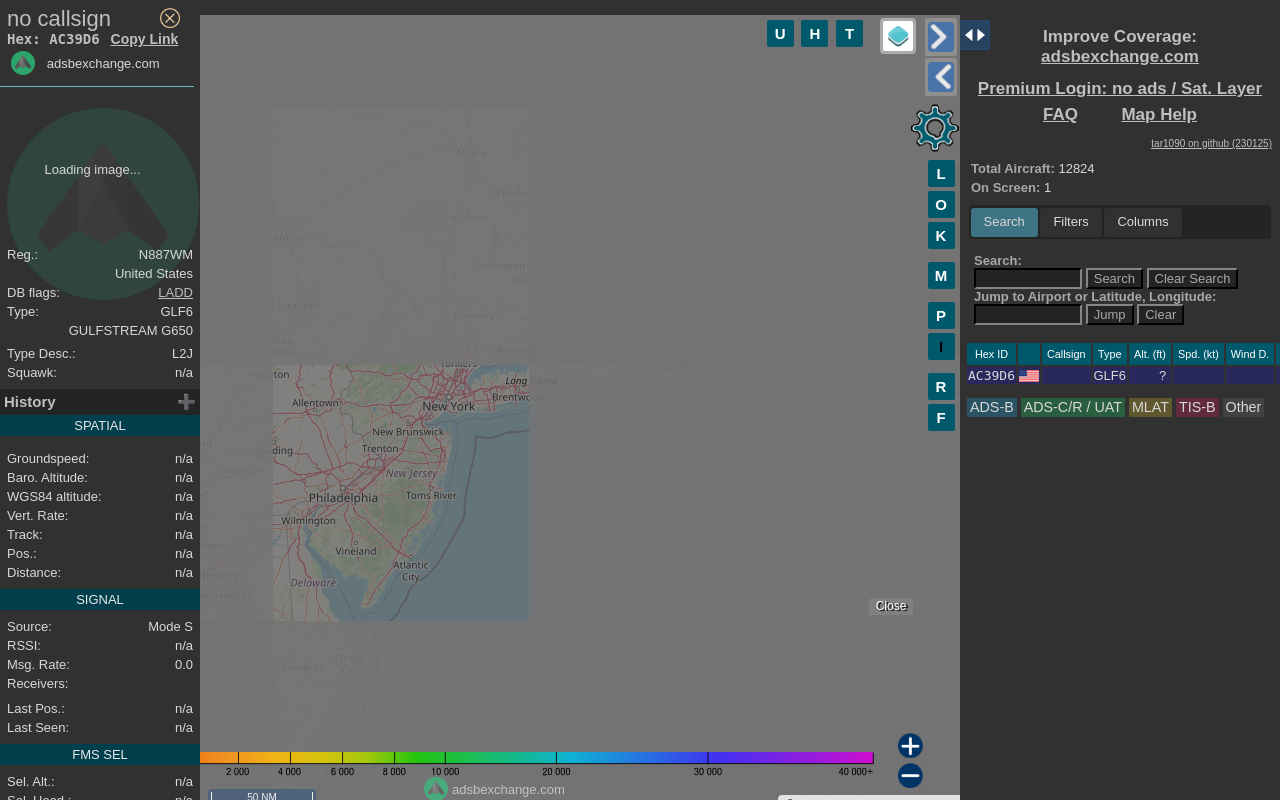 no callsign
Hex: AC39D6 Copy Link
adsbexchange.com
Loading image...
Reg.: N887WM
United States
DB flags: LADD
Type: GLF6
GULFSTREAM G650
Type Desc.: L2J
Squawk: n/a
History
SPATIAL
Groundspeed: n/a
Baro. Altitude: n/a
WGS84 altitude: n/a
Vert. Rate: n/a
Track: n/a
Pos.: n/a
Distance: n/a
SIGNAL
Source: Mode S
RSSI: n/a
Msg. Rate: 0.0
Receivers:
Last Pos.: n/a
Last Seen: n/a
FMS SEL
Sel. Alt.: n/a
U H T
L
O
K
M
P
I
R
F
Albany
Hudson
Torrington
Scranton
Danbury
Long Island
Allentown
New York
Brentwo
New Brunswick
Trenton
New Jersey
Lancaster
Philadelphia
Toms River
Wilmington
Vineland
Atlantic
City
Delaware
Annapolis
Ocean
City
Salisbury
Close
2 000 4 000 6 000 8 000 10 000 20 000 30 000 40 000+
50 NM
adsbexchange.com
Improve Coverage:
adsbexchange.com
Premium Login: no ads / Sat. Layer
FAQ Map Help
tar1090 on github (230125)
Total Aircraft: 12824
On Screen: 1
Search Filters Columns
Search:
Search Clear Search
Jump to Airport or Latitude, Longitude:
Jump Clear
Hex ID Callsign Type Alt. (ft) Spd. (kt) Wind D.
AC39D6 GLF6 ?
ADS-B ADS-C/R / UAT MLAT TIS-B Other